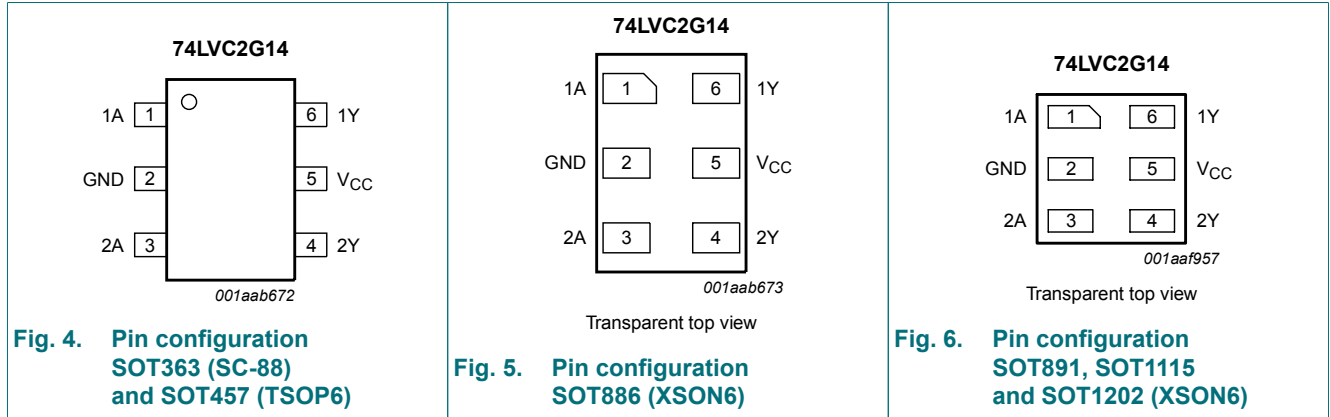 74LVC2G14
1A 1 6 1Y
GND 2 5 VCC
2A 3 4 2Y
001aab672
Fig. 4. Pin configuration
SOT363 (SC-88)
and SOT457 (TSOP6)
74LVC2G14
1A 1 6 1Y
GND 2 5 VCC
2A 3 4 2Y
001aab673
Transparent top view
Fig. 5. Pin configuration
SOT886 (XSON6)
74LVC2G14
1A 1 6 1Y
GND 2 5 VCC
2A 3 4 2Y
001aaf957
Transparent top view
Fig. 6. Pin configuration
SOT891, SOT1115
and SOT1202 (XSON6)